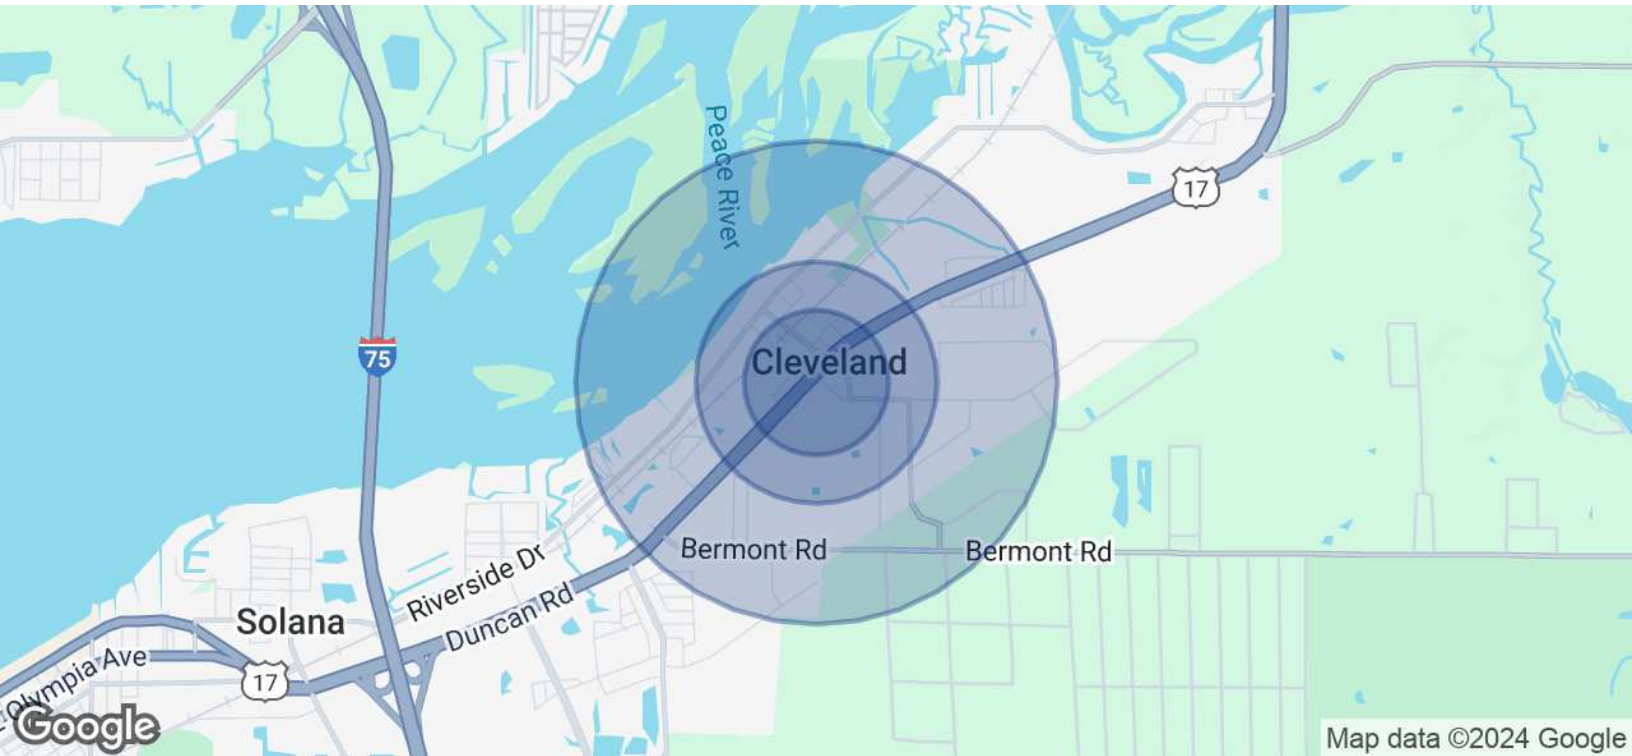 Peace River
17
75
Cleveland
Bermont Rd
Bermont Rd
Riverside Dr
Solana
Duncan Rd
Olympia Ave
17
Google
Map data ©2024 Google